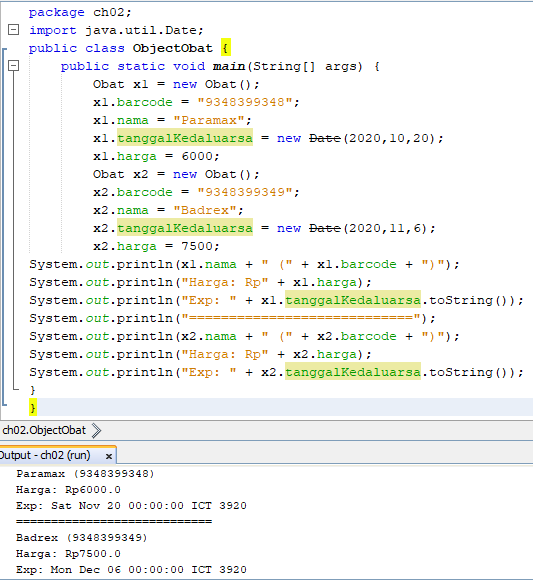 package ch02;
import java.util.Date;
public class ObjectObat {
public static void main(String[] args) {
Obat x1 = new Obat();
x1.barcode = "9348399348";
x1.nama = "Paramax";
x1.tanggalKedaluarsa = new Date(2020,10,20);
x1.harga = 6000;
Obat x2 = new Obat();
x2.barcode = "9348399349";
x2.nama = "Badrex";
x2.tanggalKedaluarsa = new Date(2020,11,6);
x2.harga = 7500;
System.out.println(x1.nama + " (" + x1.barcode + ")");
System.out.println("Harga: Rp" + x1.harga);
System.out.println("Exp: " + x1.tanggalKedaluarsa.toString());
System.out.println("============================");
System.out.println(x2.nama + " (" + x2.barcode + ")");
System.out.println("Harga: Rp" + x2.harga);
System.out.println("Exp: " + x2.tanggalKedaluarsa.toString());
}
}
ch02.ObjectObat
Output - ch02 (run) ×
Paramax (9348399348)
Harga: Rp6000.0
Exp: Sat Nov 20 00:00:00 ICT 3920
============================
Badrex (9348399349)
Harga: Rp7500.0
Exp: Mon Dec 06 00:00:00 ICT 3920